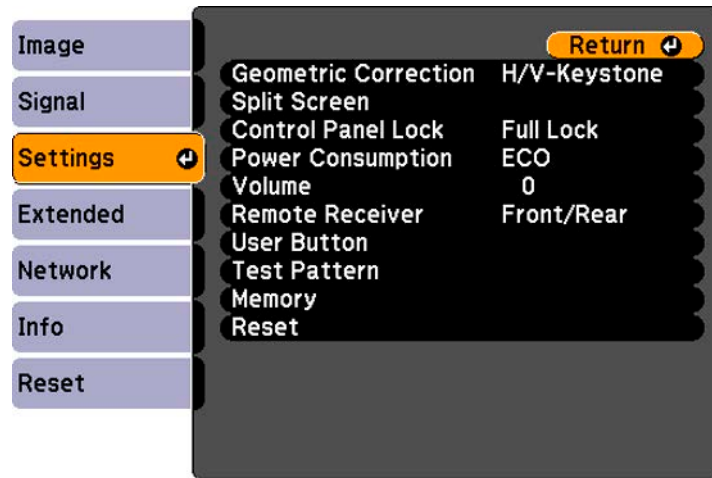 Image
Signal
Settings
Extended
Network
Info
Reset
Return
Geometric Correction H/V-Keystone
Split Screen
Control Panel Lock Full Lock
Power Consumption ECO
Volume 0
Remote Receiver Front/Rear
User Button
Test Pattern
Memory
Reset